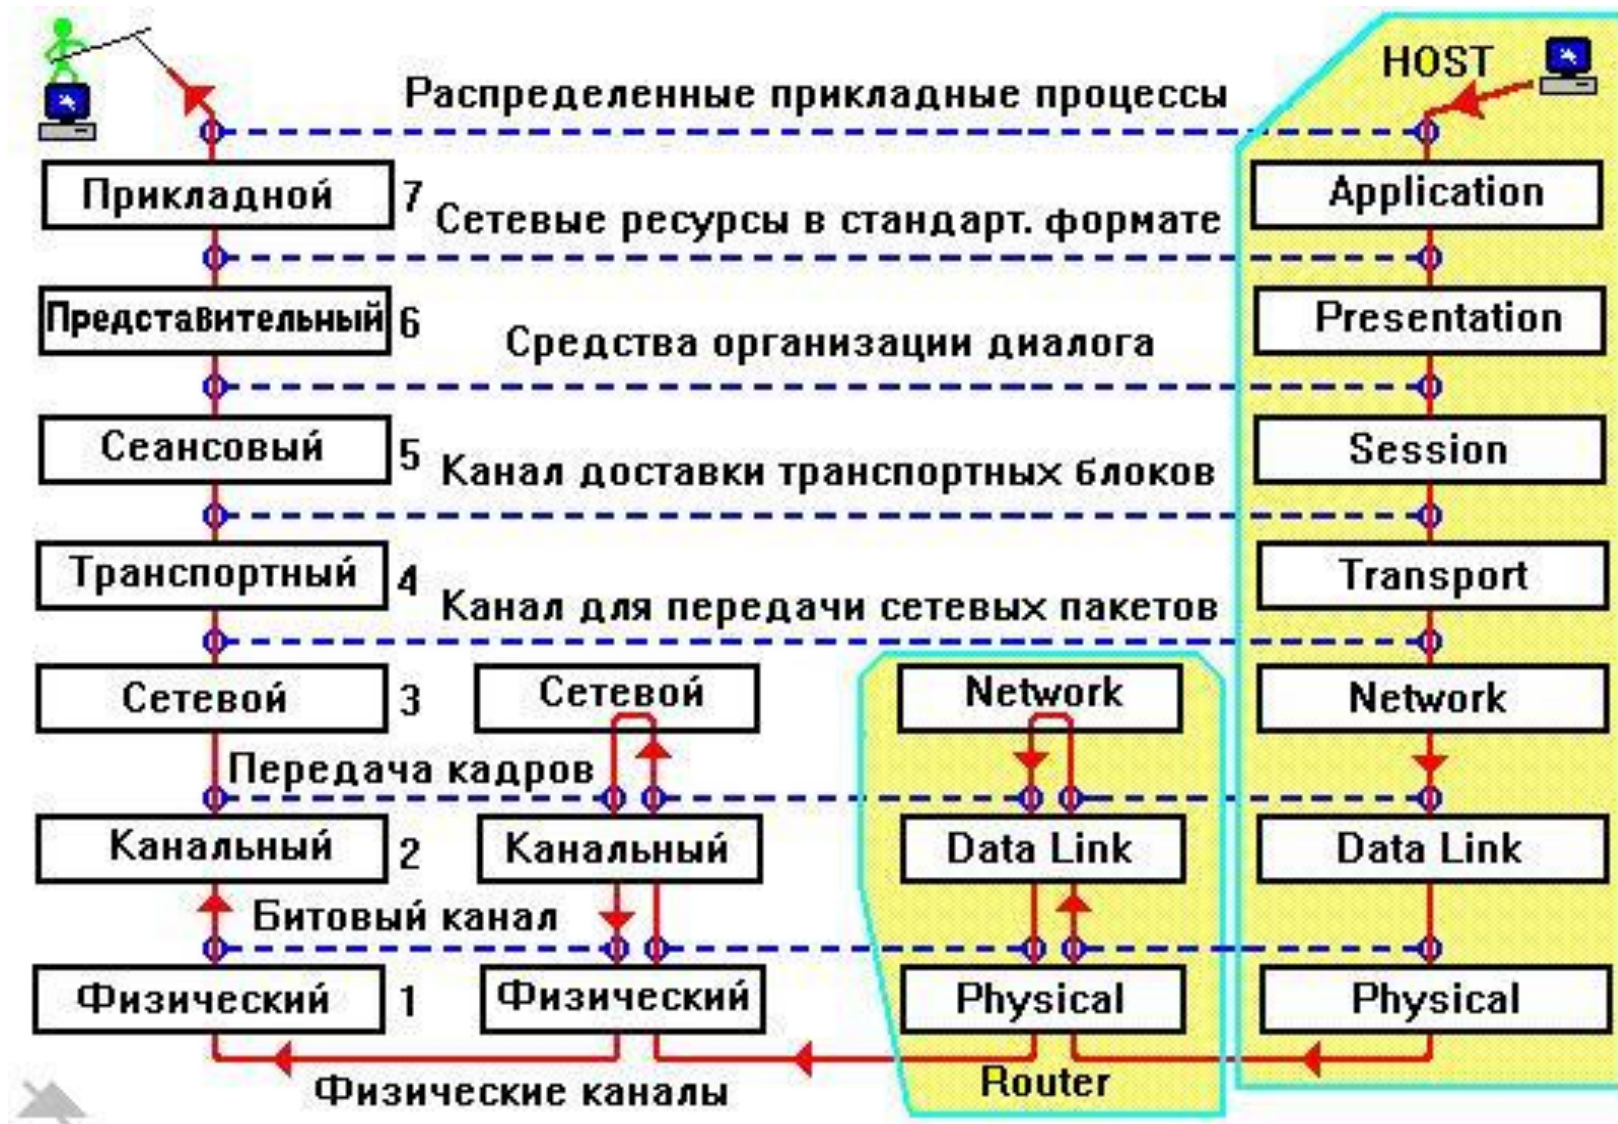 HOST
Распределенные прикладные процессы
Прикладной 7 Application
Сетевые ресурсы в стандарт. формате
Представительный 6 Presentation
Средства организации диалога
Сеансовый 5 Session
Канал доставки транспортных блоков
Транспортный 4 Transport
Канал для передачи сетевых пакетов
Сетевой 3 Сетевой Network Network
Передача кадров
Канальный 2 Канальный Data Link Data Link
Битовый канал
Физический 1 Физический Physical Physical
Физические каналы Router